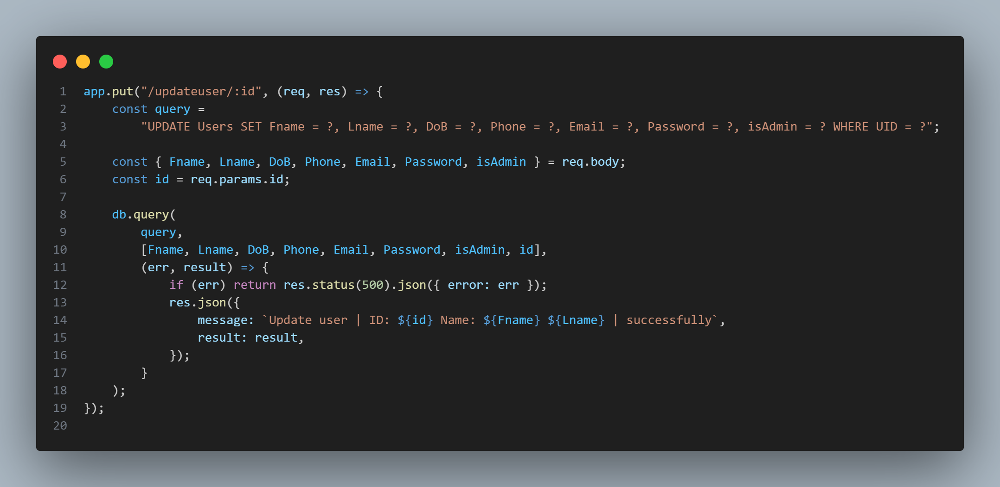 1 app.put("/updateuser/:id", (req, res) => {
2     const query =
3         "UPDATE Users SET Fname = ?, Lname = ?, DoB = ?, Phone = ?, Email = ?, Password = ?, isAdmin = ? WHERE UID = ?";
4
5     const { Fname, Lname, DoB, Phone, Email, Password, isAdmin } = req.body;
6     const id = req.params.id;
7
8     db.query(
9         query,
10         [Fname, Lname, DoB, Phone, Email, Password, isAdmin, id],
11         (err, result) => {
12             if (err) return res.status(500).json({ error: err });
13             res.json({
14                 message: `Update user | ID: ${id} Name: ${Fname} ${Lname} | successfully`,
15                 result: result,
16             });
17         }
18     );
19 });
20